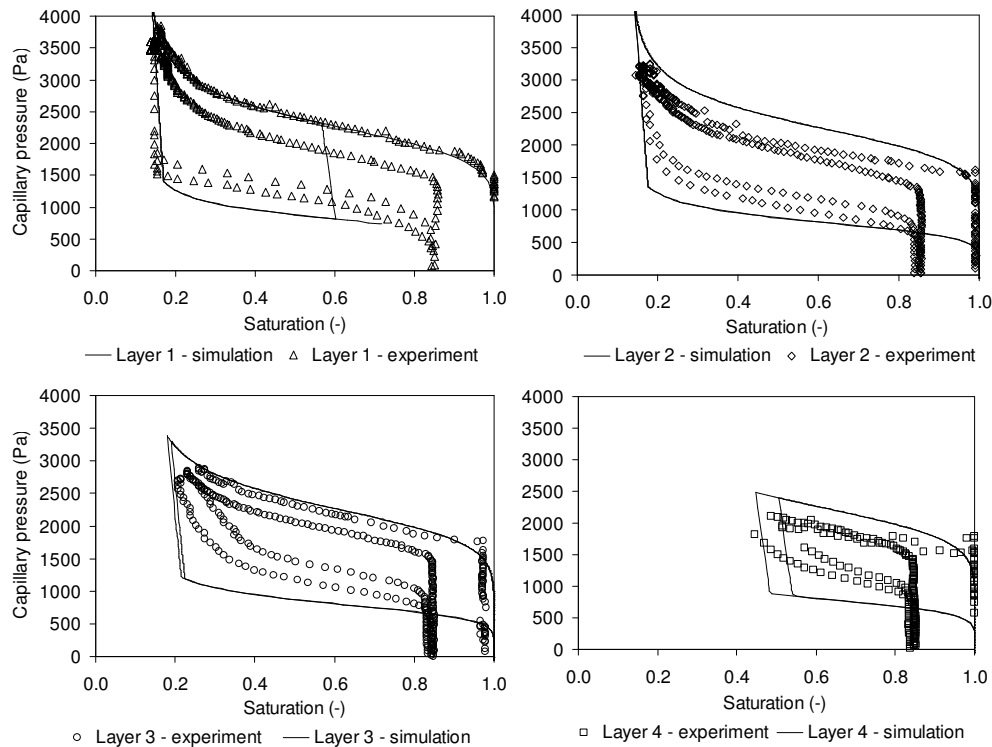 Capillary pressure (Pa)
4000
3500
3000
2500
2000
1500
1000
500
0
0.0 0.2 0.4 0.6 0.8 1.0
Saturation (-)
Layer 1 - simulation Layer 1 - experiment
4000
3500
3000
2500
2000
1500
1000
500
0
0.0 0.2 0.4 0.6 0.8 1.0
Saturation (-)
Layer 2 - simulation Layer 2 - experiment
Capillary pressure (Pa)
4000
3500
3000
2500
2000
1500
1000
500
0
0.0 0.2 0.4 0.6 0.8 1.0
Saturation (-)
Layer 3 - experiment Layer 3 - simulation
4000
3500
3000
2500
2000
1500
1000
500
0
0.0 0.2 0.4 0.6 0.8 1.0
Saturation (-)
Layer 4 - experiment Layer 4 - simulation